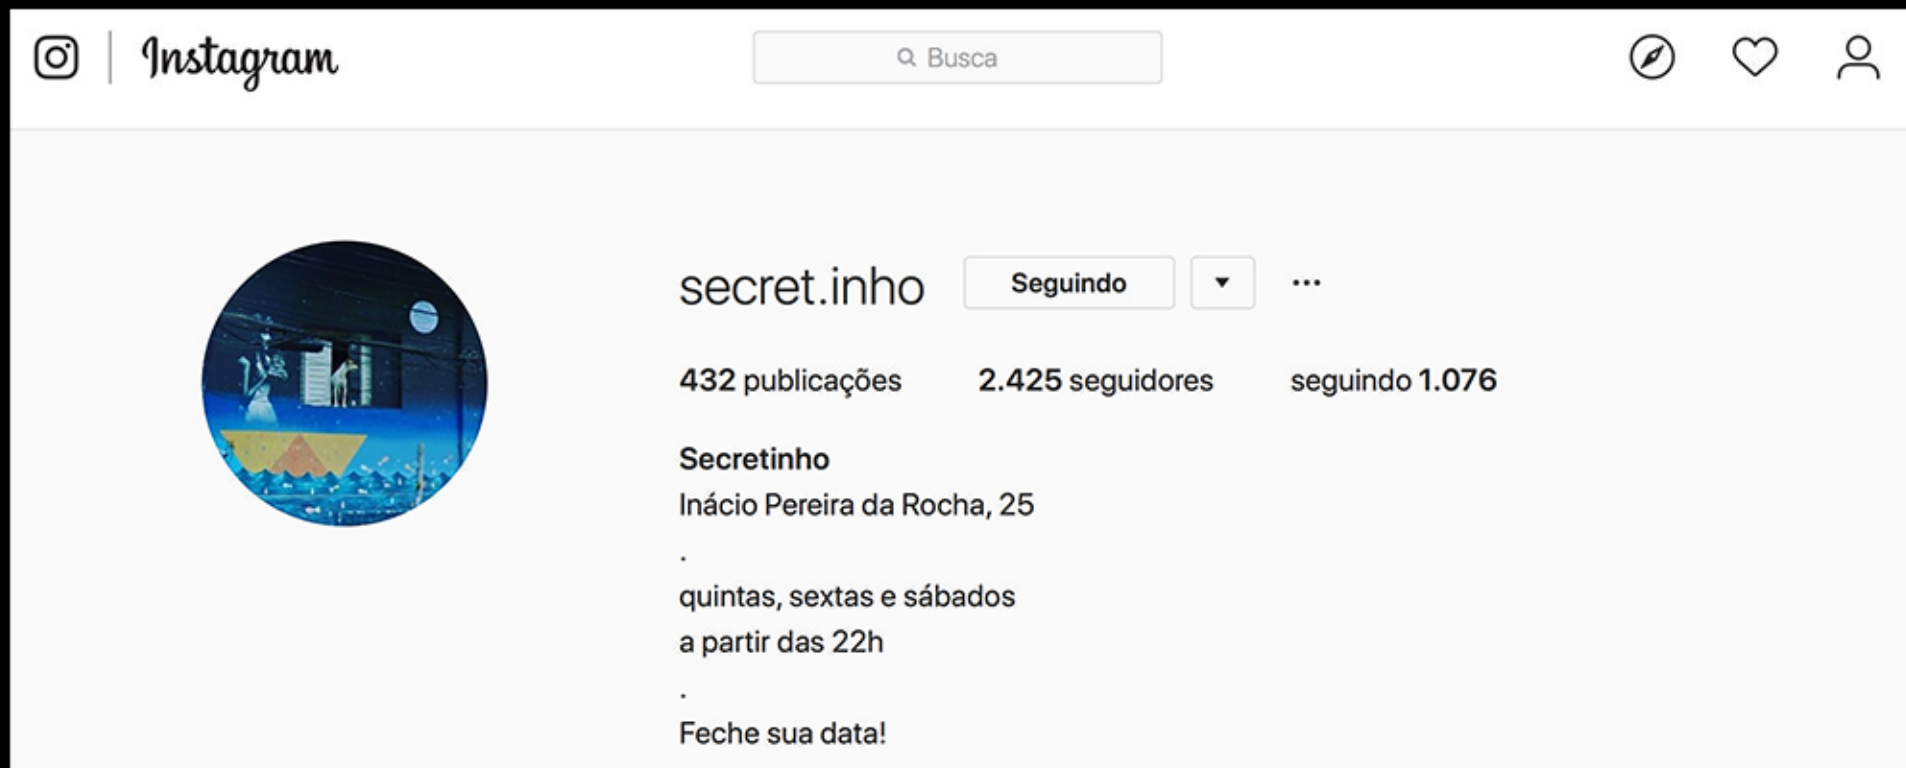 Instagram
Busca
secret.inho Seguindo ...
432 publicações 2.425 seguidores seguindo 1.076
Secretinho
Inácio Pereira da Rocha, 25
.
quintas, sextas e sábados
a partir das 22h
.
Feche sua data!